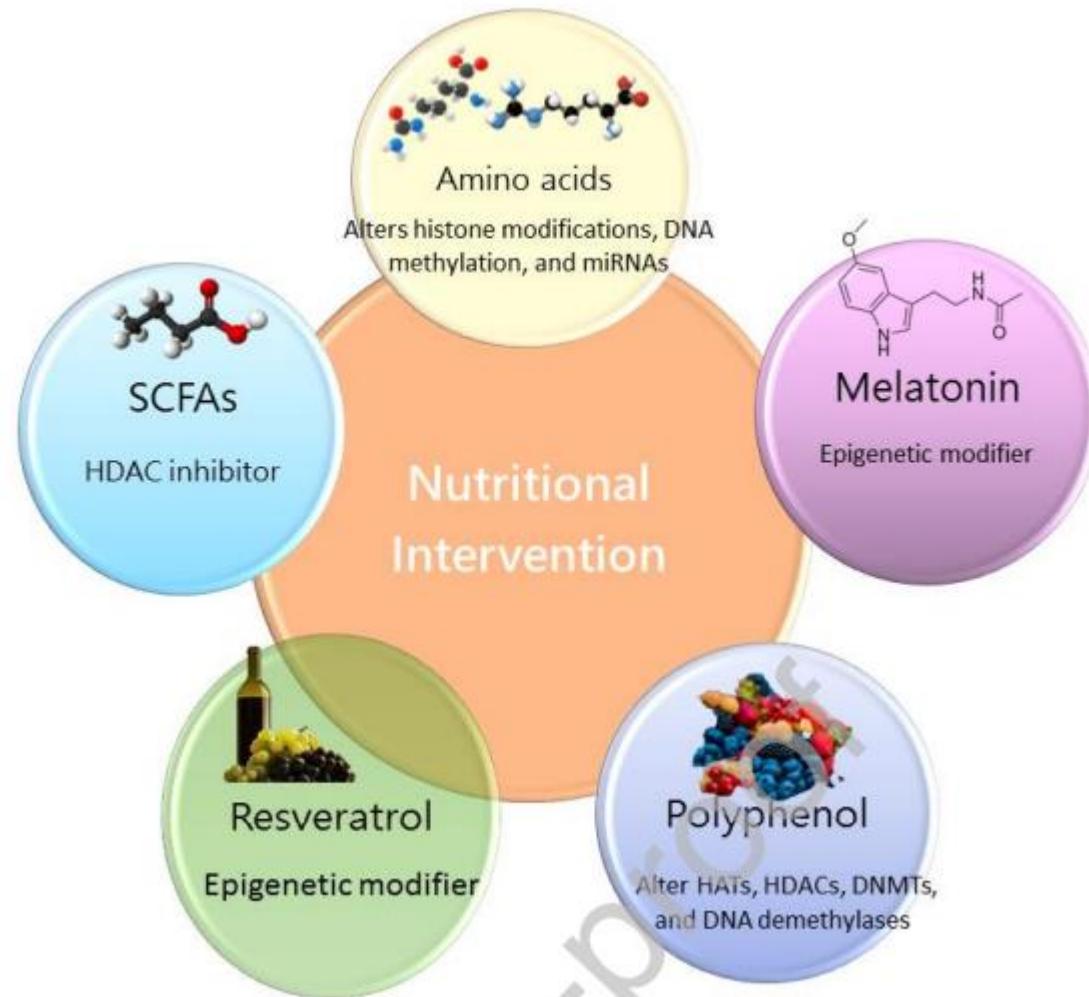 Amino acids
Alters histone modifications, DNA
methylation, and miRNAs
SCFAs
HDAC inhibitor
O
H
N
O
N
H
Melatonin
Epigenetic modifier
Nutritional
Intervention
Resveratrol
Epigenetic modifier
Polyphenol
Alter HATs, HDACs, DNMTs,
and DNA demethylases
rproof